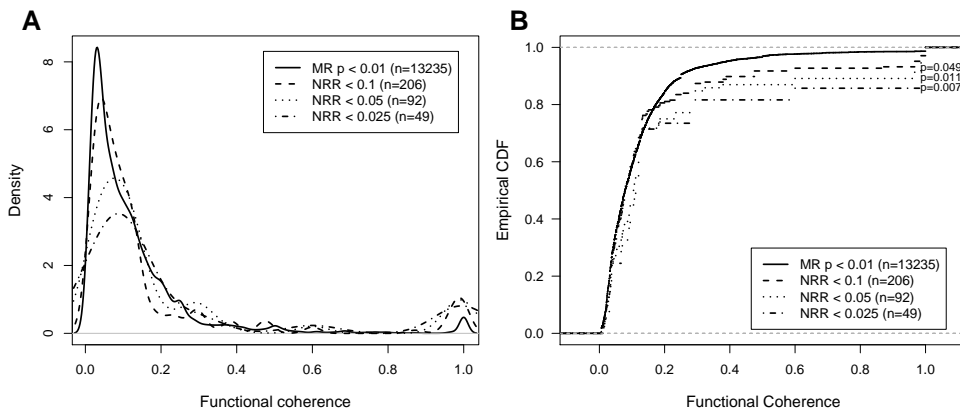 A
B
MR p < 0.01 (n=13235)
NRR < 0.1 (n=206)
NRR < 0.05 (n=92)
NRR < 0.025 (n=49)
Density
0
2
4
6
8
0.0
0.2
0.4
0.6
0.8
1.0
Functional coherence
p=0.049
p=0.011
p=0.007
MR p < 0.01 (n=13235)
NRR < 0.1 (n=206)
NRR < 0.05 (n=92)
NRR < 0.025 (n=49)
Empirical CDF
0.0
0.2
0.4
0.6
0.8
1.0
0.0
0.2
0.4
0.6
0.8
1.0
Functional Coherence